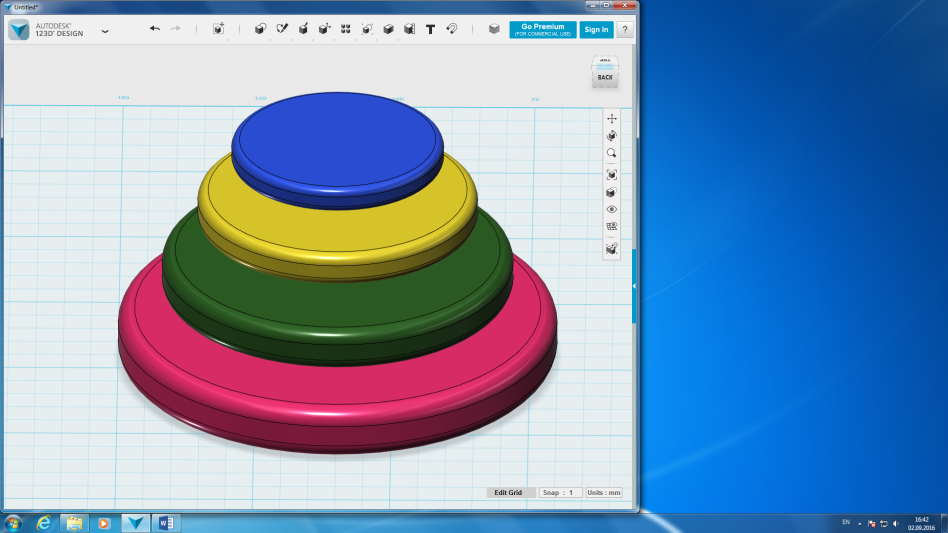 Untitled*
AUTODESK®
123D® DESIGN
Go Premium
(FOR COMMERCIAL USE)
Sign In
?
TOP
BACK
Edit Grid
Snap : 1
Units : mm
EN
16:42
02.09.2016